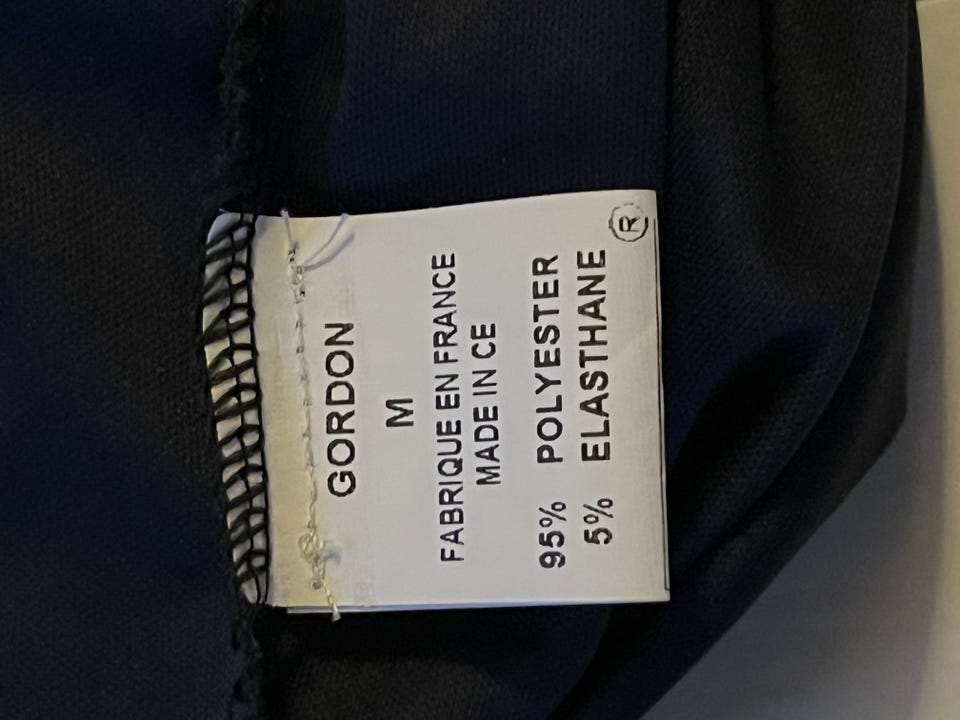 GORDON
M
FABRIQUE EN FRANCE
MADE IN CE
95% POLYESTER
5% ELASTHANE
®